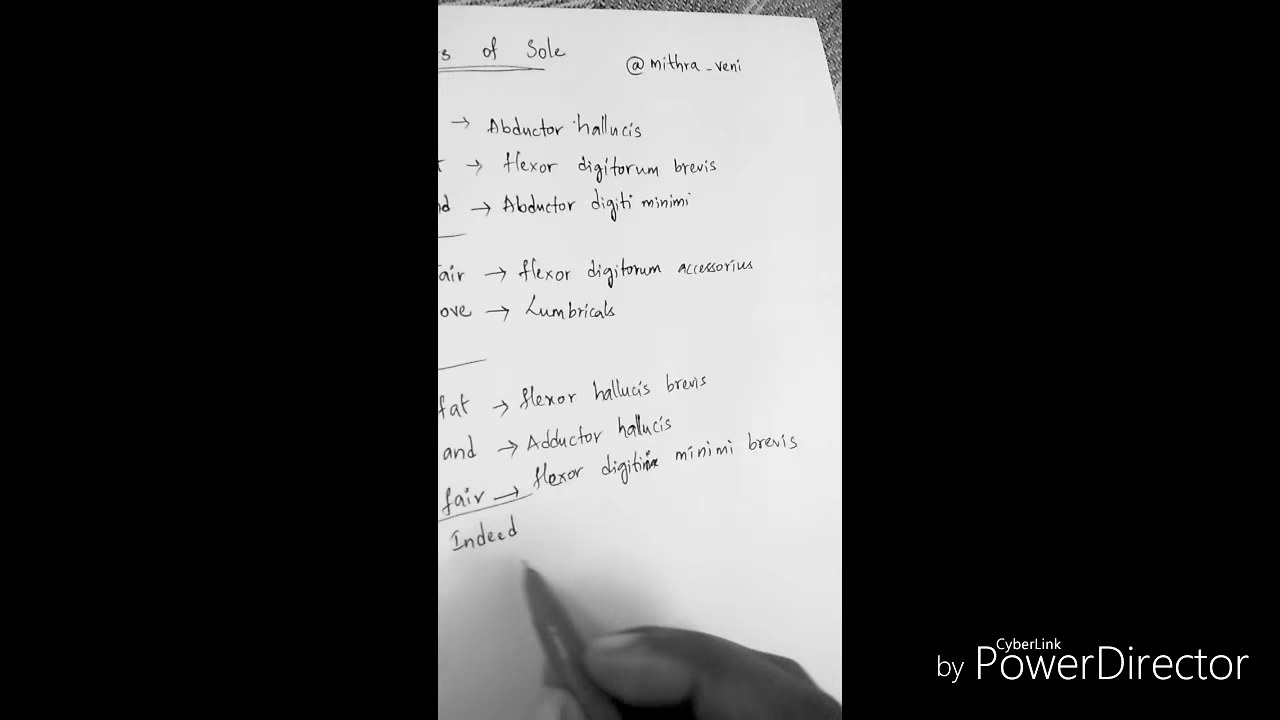 s of Sole
@mithra_veni
→ Abductor hallucis
r → flexor digitorum brevis
nd → Abductor digiti minimi
air → flexor digitorum accessorius
ove → Lumbricals
fat → flexor hallucis brevis
and → Adductor hallucis
fair → flexor digiti minimi brevis
Indeed
CyberLink
by PowerDirector